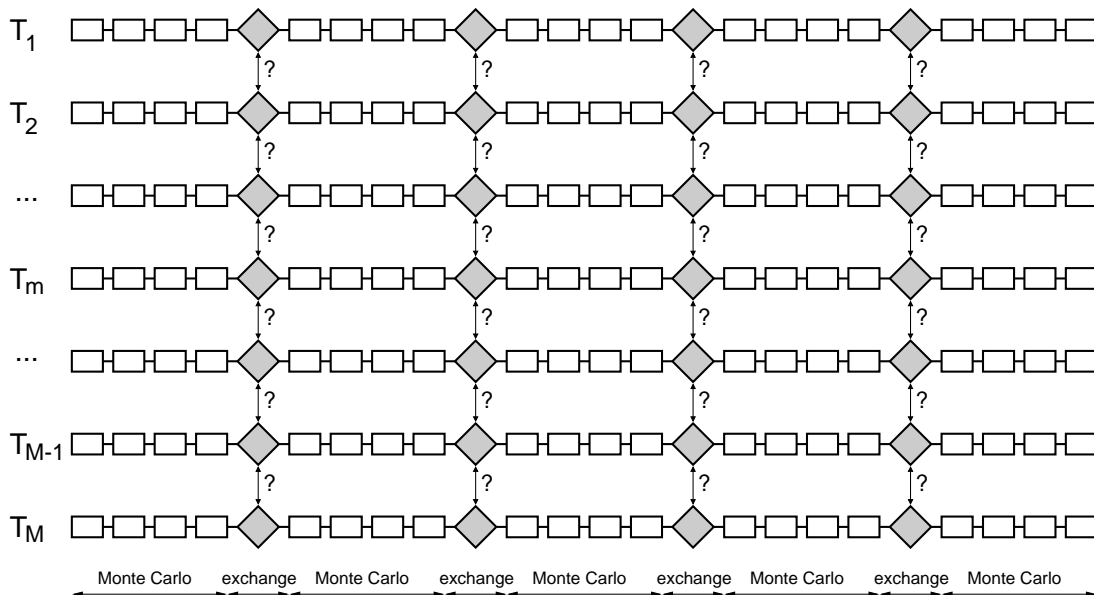 T1
? ? ? ?
T2
? ? ? ?
...
? ? ? ?
Tm
? ? ? ?
...
? ? ? ?
TM-1
? ? ? ?
TM
Monte Carlo exchange Monte Carlo exchange Monte Carlo exchange Monte Carlo exchange Monte Carlo